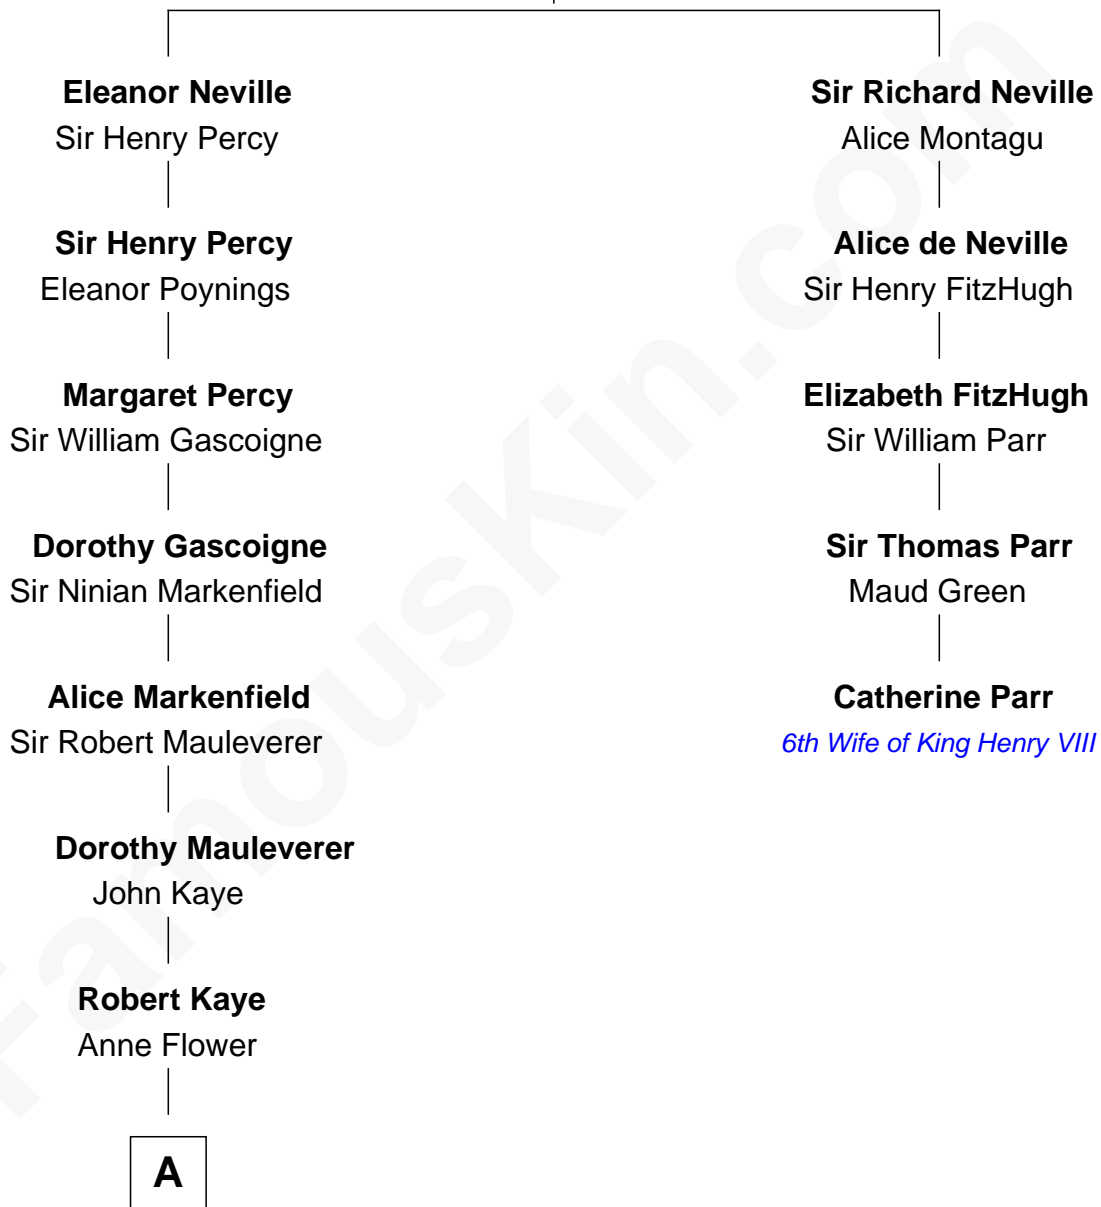 Eleanor Neville
Sir Henry Percy
Sir Henry Percy
Eleanor Poynings
Margaret Percy
Sir William Gascoigne
Dorothy Gascoigne
Sir Ninian Markenfield
Alice Markenfield
Sir Robert Mauleverer
Dorothy Mauleverer
John Kaye
Robert Kaye
Anne Flower
A
Sir Richard Neville
Alice Montagu
Alice de Neville
Sir Henry FitzHugh
Elizabeth FitzHugh
Sir William Parr
Sir Thomas Parr
Maud Green
Catherine Parr
6th Wife of King Henry VIII
FamousKin.com